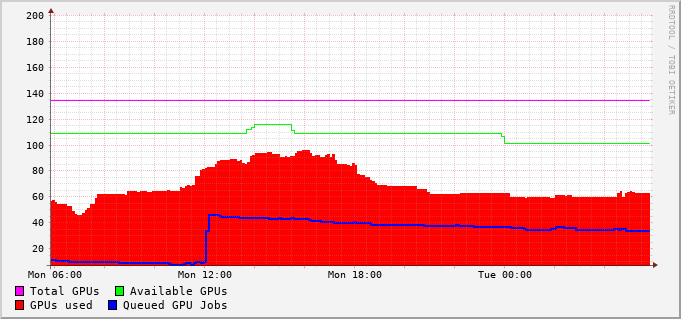 200
180
160
140
120
100
80
60
40
20
Mon 06:00 Mon 12:00 Mon 18:00 Tue 00:00
Total GPUs Available GPUs
GPUs used Queued GPU Jobs
RRDTOOL / TOBI OETIKER